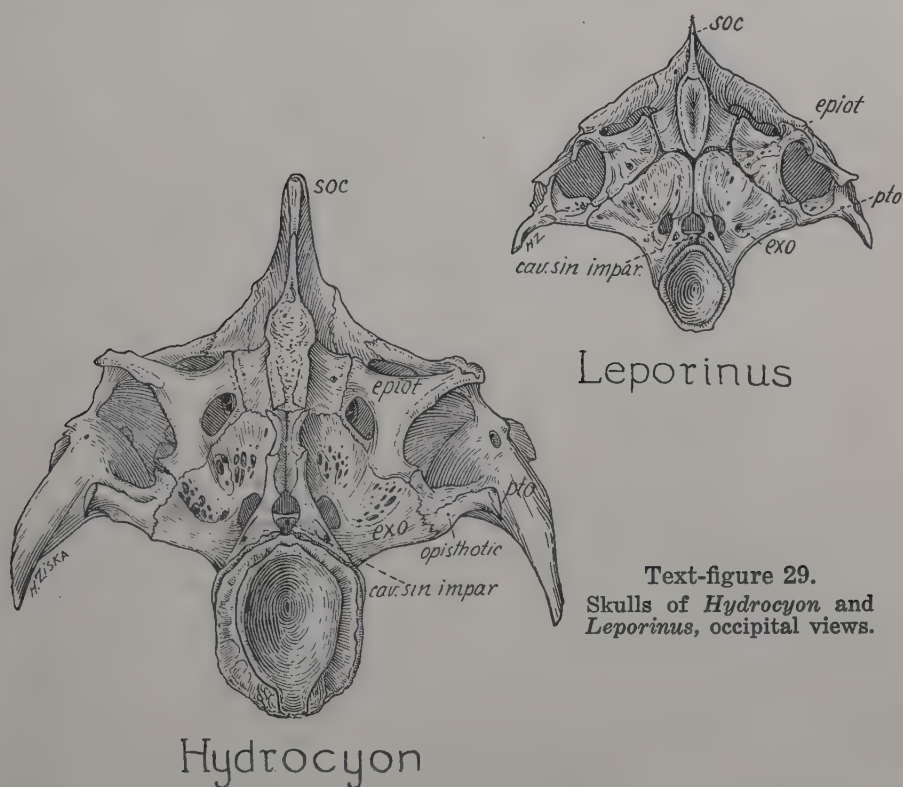 soc
epiot
pto
exo
cav. sin impar.
HZ
Leporinus
soc
epiot
pto
exo
opisthotic
cav. sin impar
H. ZISKA
Hydrocyon
Text-figure 29.
Skulls of Hydrocyon and
Leporinus, occipital views.